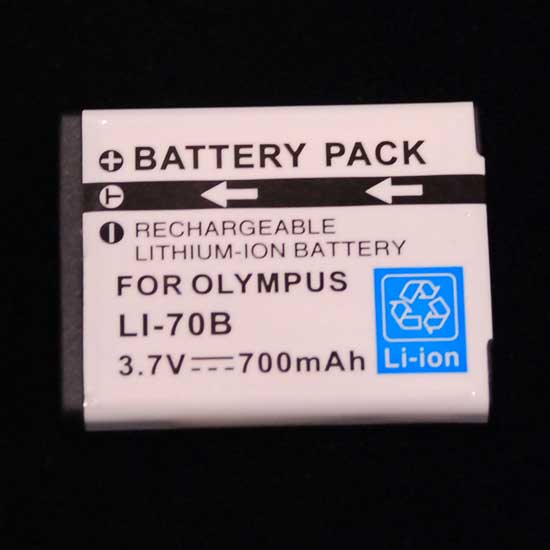 + BATTERY PACK
T
RECHARGEABLE
LITHIUM-ION BATTERY
FOR OLYMPUS
LI-70B
3.7V⎓700mAh
Li-ion